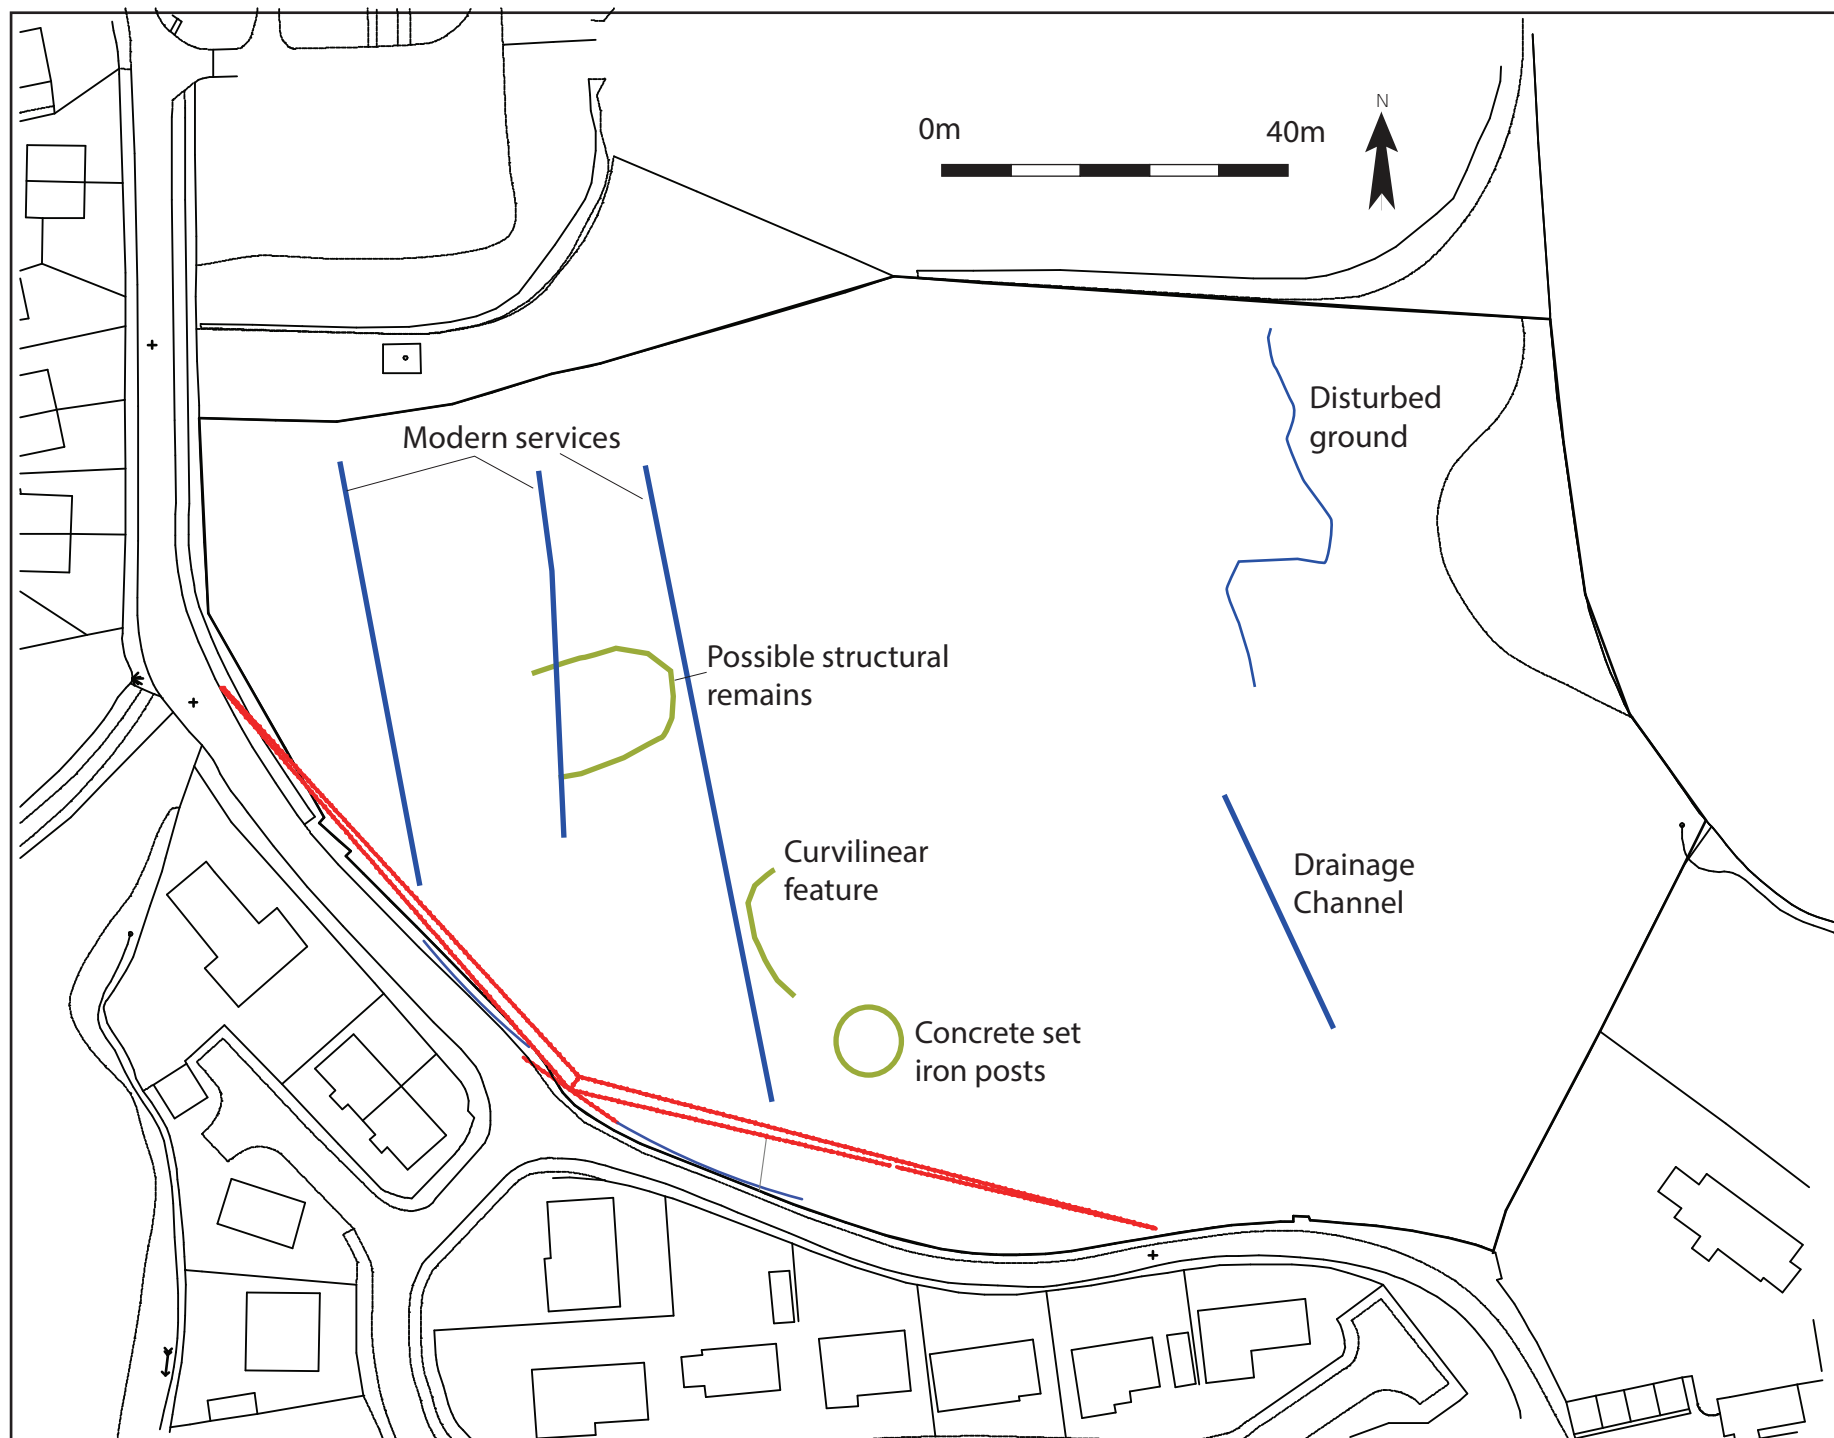 N
0m
40m
Disturbed
ground
Modern services
Possible structural
remains
Curvilinear
feature
Drainage
Channel
Concrete set
iron posts